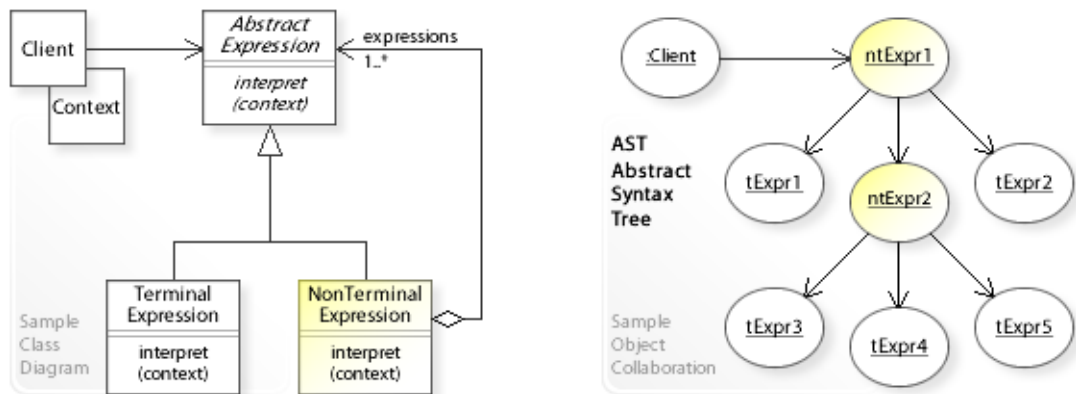 Client
Context
Abstract
Expression
interpret
(context)
expressions
1..*
Terminal
Expression
interpret
(context)
NonTerminal
Expression
interpret
(context)
Sample
Class
Diagram
:Client
ntExpr1
AST
Abstract
Syntax
Tree
tExpr1
ntExpr2
tExpr2
tExpr3
tExpr4
tExpr5
Sample
Object
Collaboration